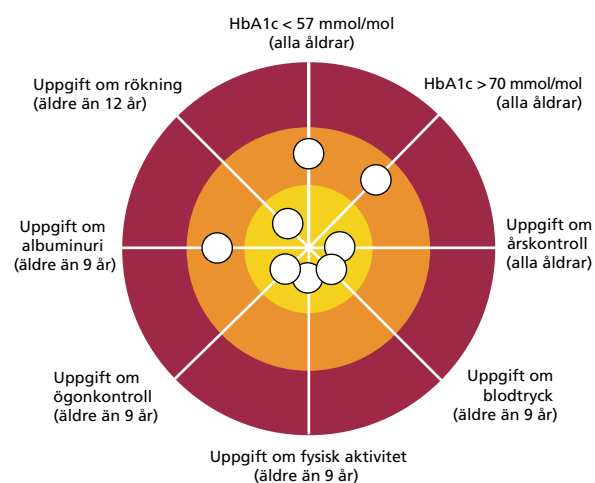 HbA1c < 57 mmol/mol
(alla åldrar)
HbA1c >70 mmol/mol
(alla åldrar)
Uppgift om
årskontroll
(alla åldrar)
Uppgift om
blodtryck
(äldre än 9 år)
Uppgift om fysisk aktivitet
(äldre än 9 år)
Uppgift om
ögonkontroll
(äldre än 9 år)
Uppgift om
albuminuri
(äldre än 9 år)
Uppgift om rökning
(äldre än 12 år)